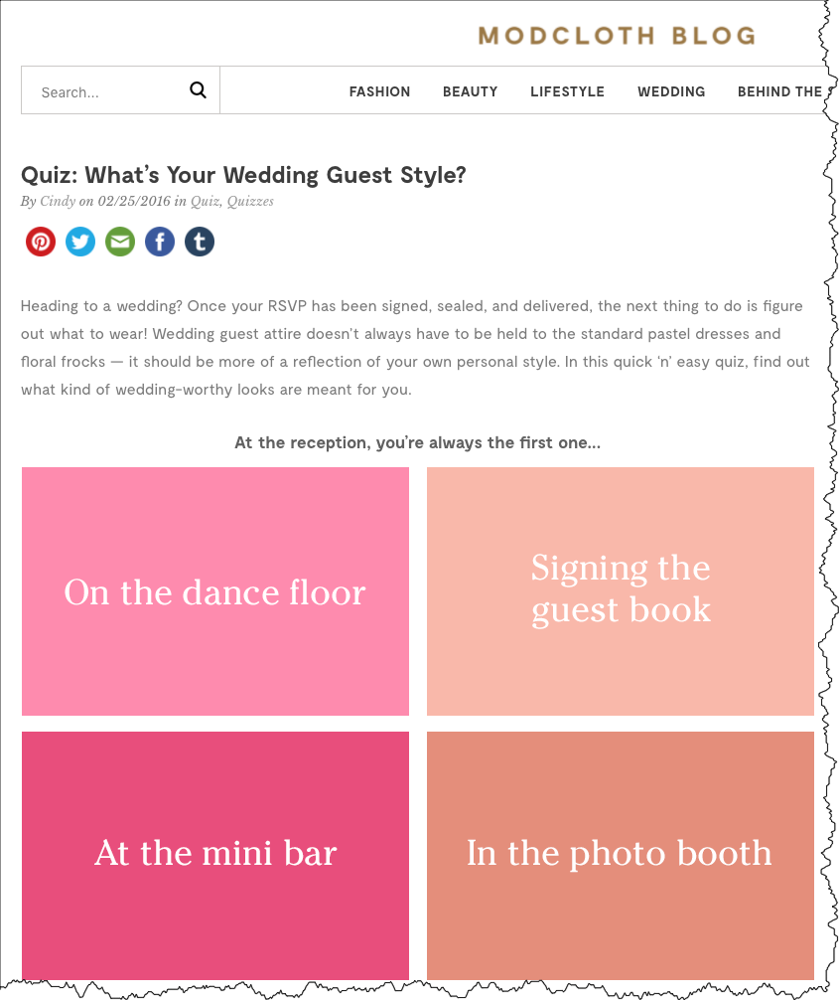 MODCLOTH BLOG
Search...
FASHION BEAUTY LIFESTYLE WEDDING BEHIND THE
Quiz: What’s Your Wedding Guest Style?
By Cindy on 02/25/2016 in Quiz, Quizzes
Heading to a wedding? Once your RSVP has been signed, sealed, and delivered, the next thing to do is figure
out what to wear! Wedding guest attire doesn’t always have to be held to the standard pastel dresses and
floral frocks — it should be more of a reflection of your own personal style. In this quick ‘n’ easy quiz, find out
what kind of wedding-worthy looks are meant for you.
At the reception, you’re always the first one...
On the dance floor
Signing the
guest book
At the mini bar
In the photo booth